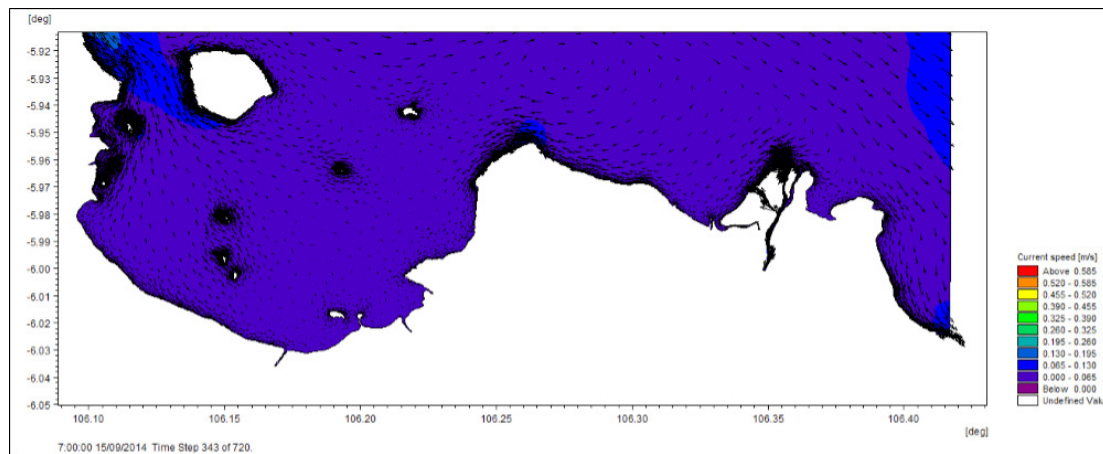 [deg]
-5.92
-5.93
-5.94
-5.95
-5.96
-5.97
-5.98
-5.99
-6.00
-6.01
-6.02
-6.03
-6.04
-6.05
106.10 106.15 106.20 106.25 106.30 106.35 106.40
[deg]
Current speed [m/s]
Above 0.585
0.520 - 0.585
0.455 - 0.520
0.390 - 0.455
0.325 - 0.390
0.260 - 0.325
0.195 - 0.260
0.130 - 0.195
0.065 - 0.130
0.000 - 0.065
Below 0.000
Undefined Valu
7:00:00 15/09/2014 Time Step 343 of 720.